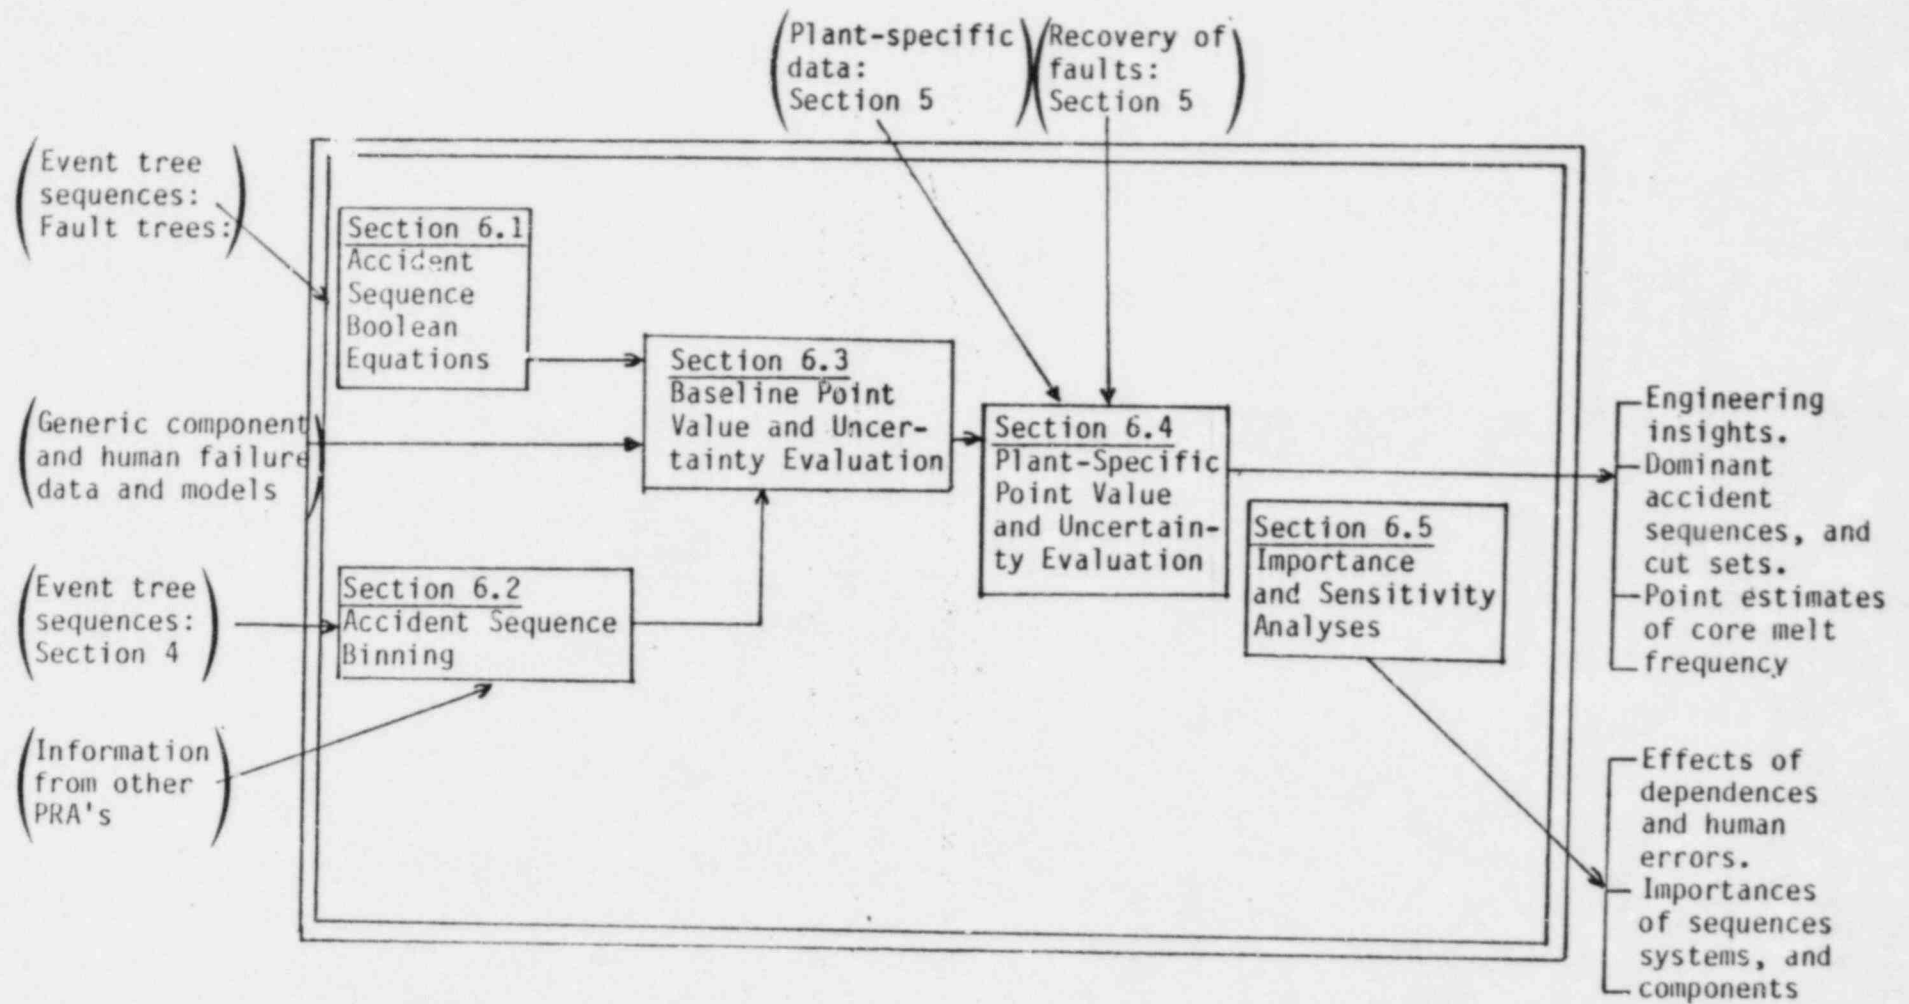 Plant-specific
data:
Section 5
Recovery of
faults:
Section 5
Event tree
sequences:
Fault trees:
Section 6.1
Accident
Sequence
Boolean
Equations
Generic component
and human failure
data and models
Section 6.3
Baseline Point
Value and Uncer-
tainty Evaluation
Section 6.4
Plant-Specific
Point Value
and Uncertain-
ty Evaluation
Event tree
sequences:
Section 4
Section 6.2
Accident Sequence
Binning
Section 6.5
Importance
and Sensitivity
Analyses
Information
from other
PRA's
Engineering
insights.
Dominant
accident
sequences, and
cut sets.
Point estimates
of core melt
frequency
Effects of
dependences
and human
errors.
Importances
of sequences
systems, and
components